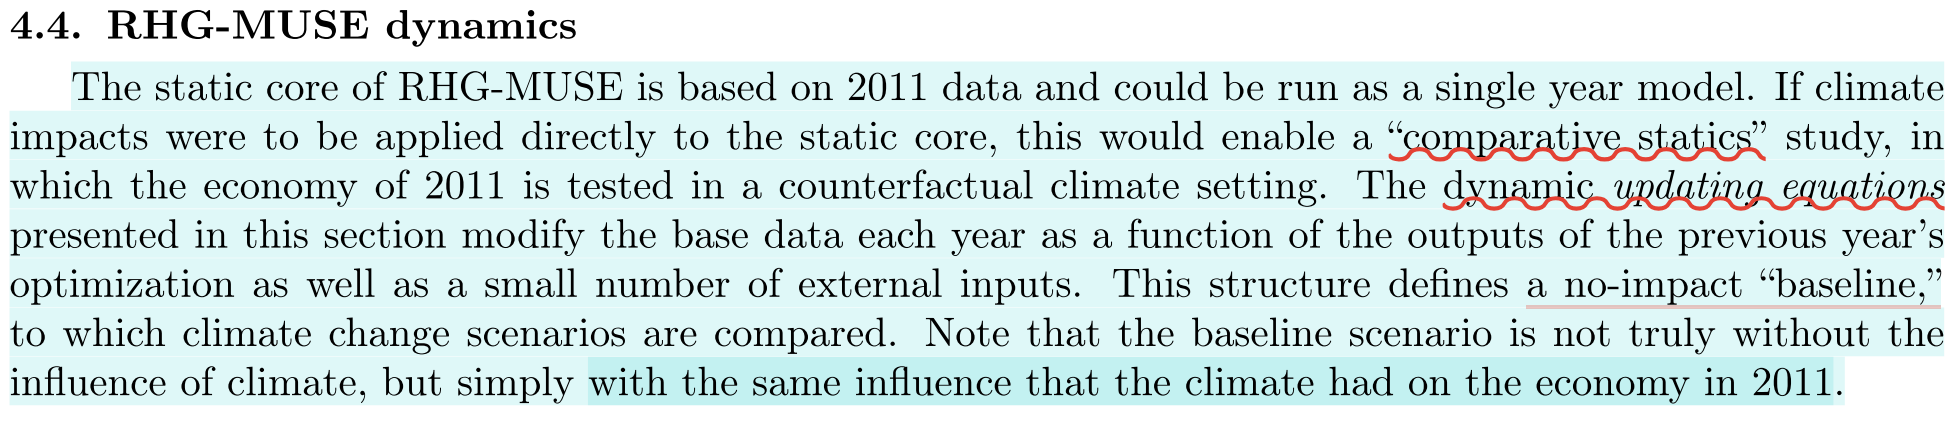 4.4. RHG-MUSE dynamics
The static core of RHG-MUSE is based on 2011 data and could be run as a single year model. If climate
impacts were to be applied directly to the static core, this would enable a “comparative statics” study, in
which the economy of 2011 is tested in a counterfactual climate setting. The dynamic updating equations
presented in this section modify the base data each year as a function of the outputs of the previous year’s
optimization as well as a small number of external inputs. This structure defines a no-impact “baseline,”
to which climate change scenarios are compared. Note that the baseline scenario is not truly without the
influence of climate, but simply with the same influence that the climate had on the economy in 2011.